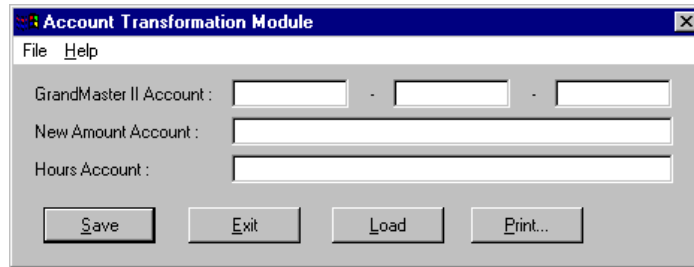 Account Transformation Module
File Help
GrandMaster II Account : - -
New Amount Account :
Hours Account :
Save Exit Load Print...